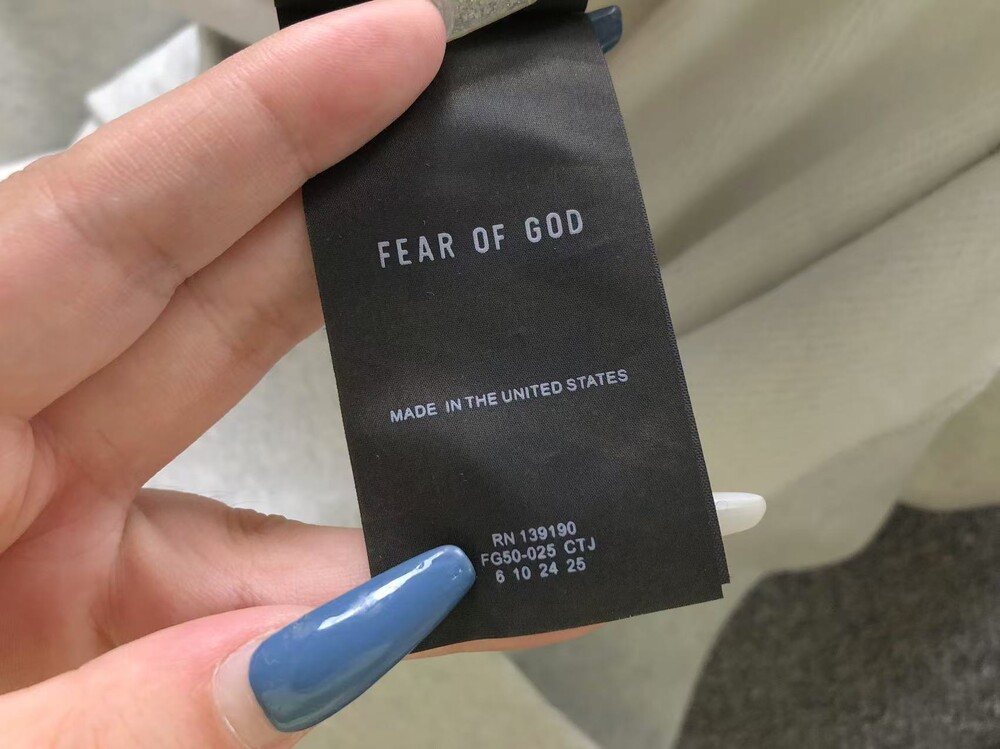 FEAR OF GOD
MADE IN THE UNITED STATES
RN 139190
FG50-025 CTJ
6 10 24 25